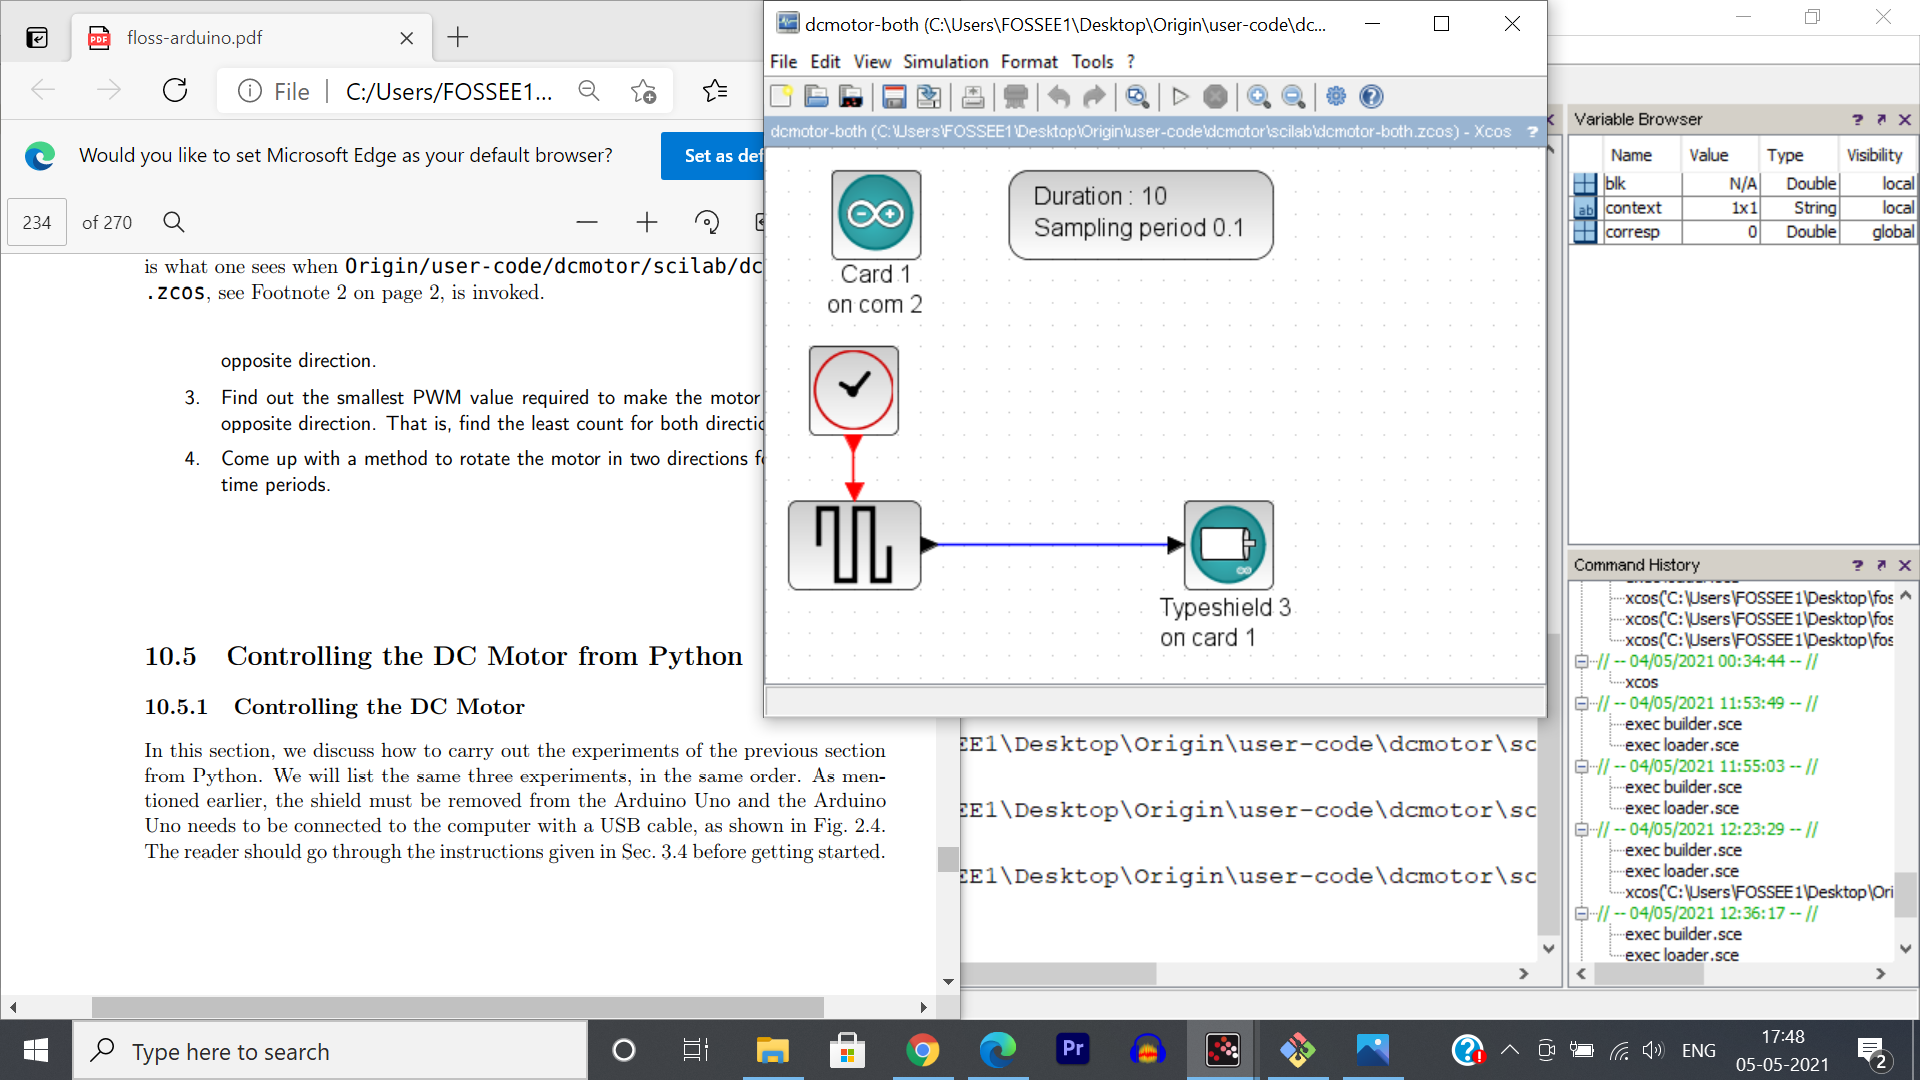 floss-arduino.pdf
File
C:/Users/FOSSEE1...
Would you like to set Microsoft Edge as your default browser?
Set as def
234 of 270
is what one sees when Origin/user-code/dcmotor/scilab/dc
.zcos, see Footnote 2 on page 2, is invoked.
opposite direction.
3. Find out the smallest PWM value required to make the motor
opposite direction. That is, find the least count for both directio
4. Come up with a method to rotate the motor in two directions fo
time periods.
10.5 Controlling the DC Motor from Python
10.5.1 Controlling the DC Motor
In this section, we discuss how to carry out the experiments of the previous section
from Python. We will list the same three experiments, in the same order. As men-
tioned earlier, the shield must be removed from the Arduino Uno and the Arduino
Uno needs to be connected to the computer with a USB cable, as shown in Fig. 2.4.
The reader should go through the instructions given in Sec. 3.4 before getting started.
dcmotor-both (C:\Users\FOSSEE1\Desktop\Origin\user-code\dc...
File Edit View Simulation Format Tools ?
dcmotor-both (C:\Users\FOSSEE1\Desktop\Origin\user-code\dcmotor\scilab\dcmotor-both.zcos) - Xcos
Duration : 10
Sampling period 0.1
Card 1
on com 2
Typeshield 3
on card 1
EE1\Desktop\Origin\user-code\dcmotor\sc
EE1\Desktop\Origin\user-code\dcmotor\sc
EE1\Desktop\Origin\user-code\dcmotor\sc
Variable Browser
Name Value Type Visibility
blk N/A Double local
context 1x1 String local
corresp 0 Double global
Command History
xcos('C:\Users\FOSSEE1\Desktop\fos
xcos('C:\Users\FOSSEE1\Desktop\fos
xcos('C:\Users\FOSSEE1\Desktop\fos
// -- 04/05/2021 00:34:44 -- //
xcos
// -- 04/05/2021 11:53:49 -- //
exec builder.sce
exec loader.sce
// -- 04/05/2021 11:55:03 -- //
exec builder.sce
exec loader.sce
// -- 04/05/2021 12:23:29 -- //
exec builder.sce
exec loader.sce
xcos('C:\Users\FOSSEE1\Desktop\Ori
// -- 04/05/2021 12:36:17 -- //
exec builder.sce
exec loader.sce
Type here to search
Pr
ENG
17:48
05-05-2021
2